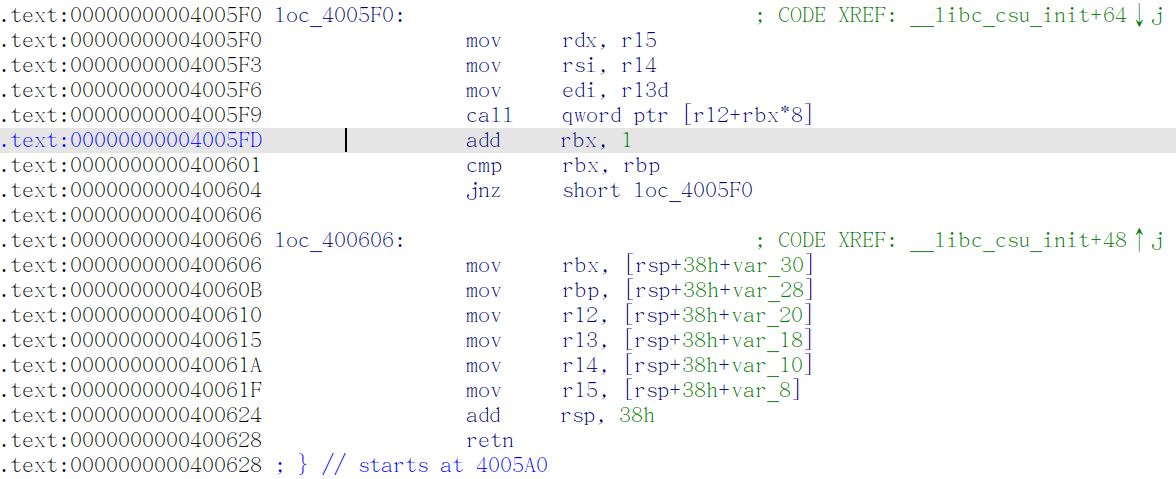 .text:00000000004005F0 loc_4005F0: ; CODE XREF: __libc_csu_init+64↓j
.text:00000000004005F0 mov rdx, r15
.text:00000000004005F3 mov rsi, r14
.text:00000000004005F6 mov edi, r13d
.text:00000000004005F9 call qword ptr [r12+rbx*8]
.text:00000000004005FD add rbx, 1
.text:0000000000400601 cmp rbx, rbp
.text:0000000000400604 jnz short loc_4005F0
.text:0000000000400606
.text:0000000000400606 loc_400606: ; CODE XREF: __libc_csu_init+48↑j
.text:0000000000400606 mov rbx, [rsp+38h+var_30]
.text:000000000040060B mov rbp, [rsp+38h+var_28]
.text:0000000000400610 mov r12, [rsp+38h+var_20]
.text:0000000000400615 mov r13, [rsp+38h+var_18]
.text:000000000040061A mov r14, [rsp+38h+var_10]
.text:000000000040061F mov r15, [rsp+38h+var_8]
.text:0000000000400624 add rsp, 38h
.text:0000000000400628 retn
.text:0000000000400628 ; } // starts at 4005A0